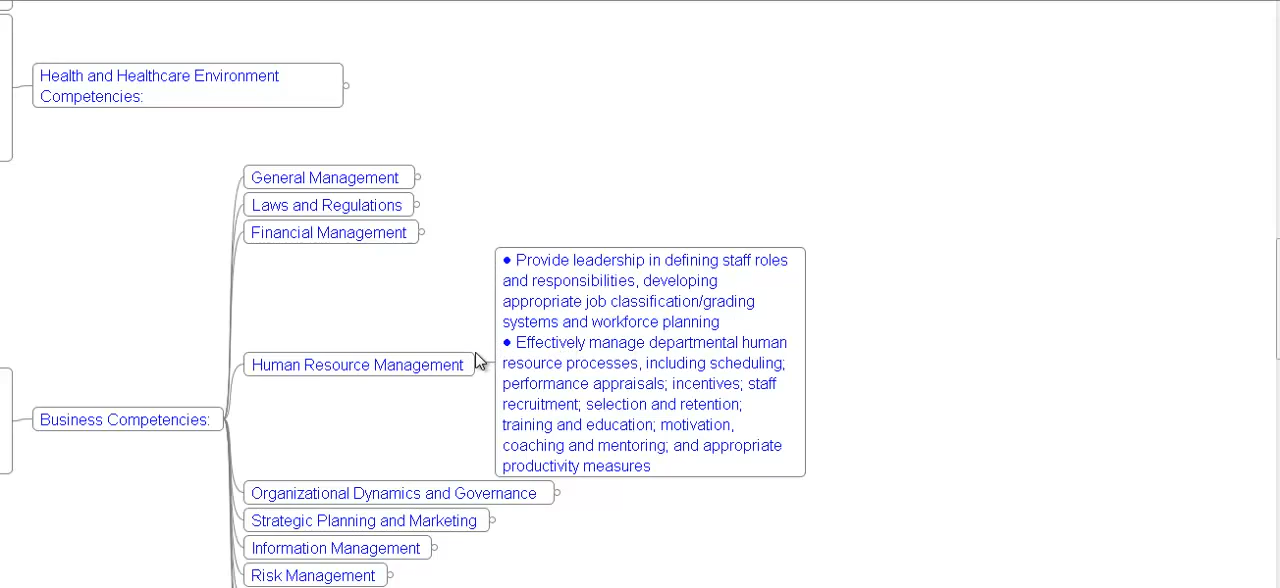 Health and Healthcare Environment
Competencies:
General Management
Laws and Regulations
Financial Management
● Provide leadership in defining staff roles
and responsibilities, developing
appropriate job classification/grading
systems and workforce planning
● Effectively manage departmental human
resource processes, including scheduling;
performance appraisals; incentives; staff
recruitment; selection and retention;
training and education; motivation,
coaching and mentoring; and appropriate
productivity measures
Human Resource Management
Business Competencies:
Organizational Dynamics and Governance
Strategic Planning and Marketing
Information Management
Risk Management